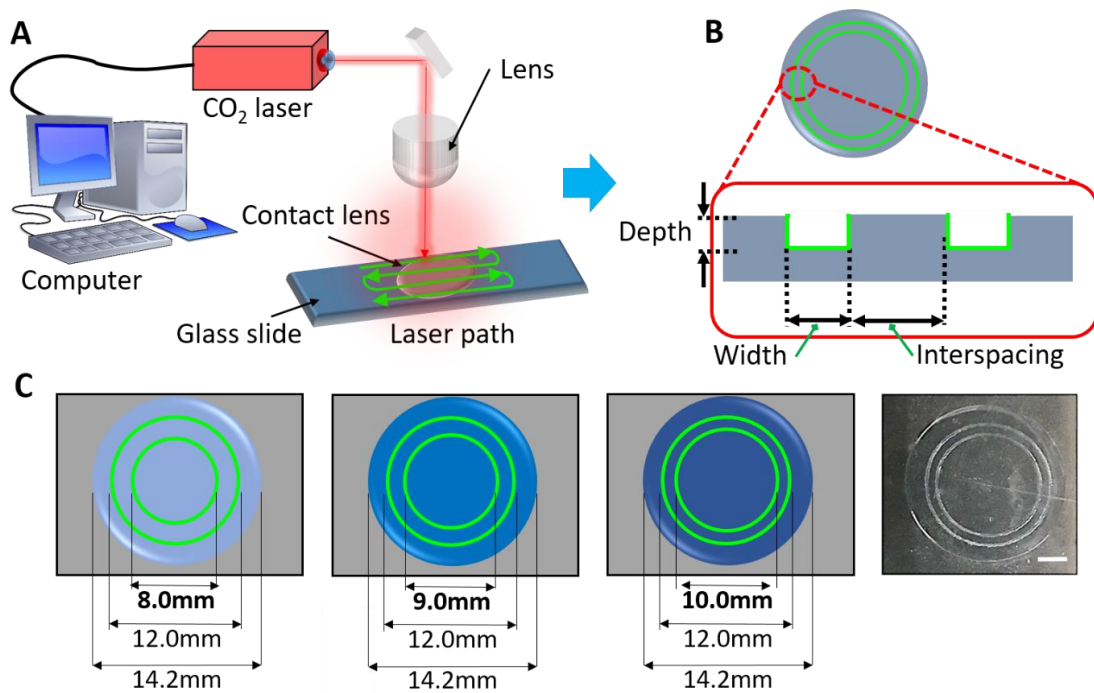 A
CO₂ laser
Lens
Contact lens
Computer
Glass slide
Laser path
B
Depth
Width
Interspacing
C
8.0mm
12.0mm
14.2mm
9.0mm
12.0mm
14.2mm
10.0mm
12.0mm
14.2mm